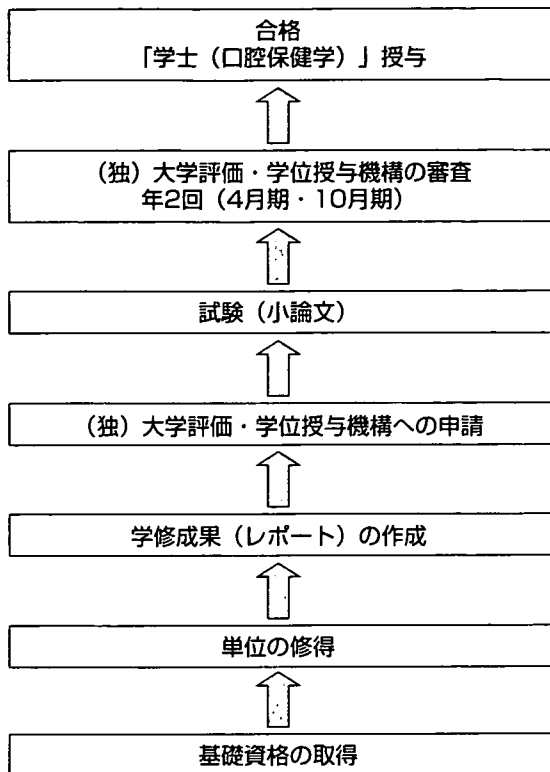 合格
「学士（口腔保健学）」授与
（独）大学評価・学位授与機構の審査
年2回（4月期・10月期）
試験（小論文）
（独）大学評価・学位授与機構への申請
学修成果（レポート）の作成
単位の修得
基礎資格の取得